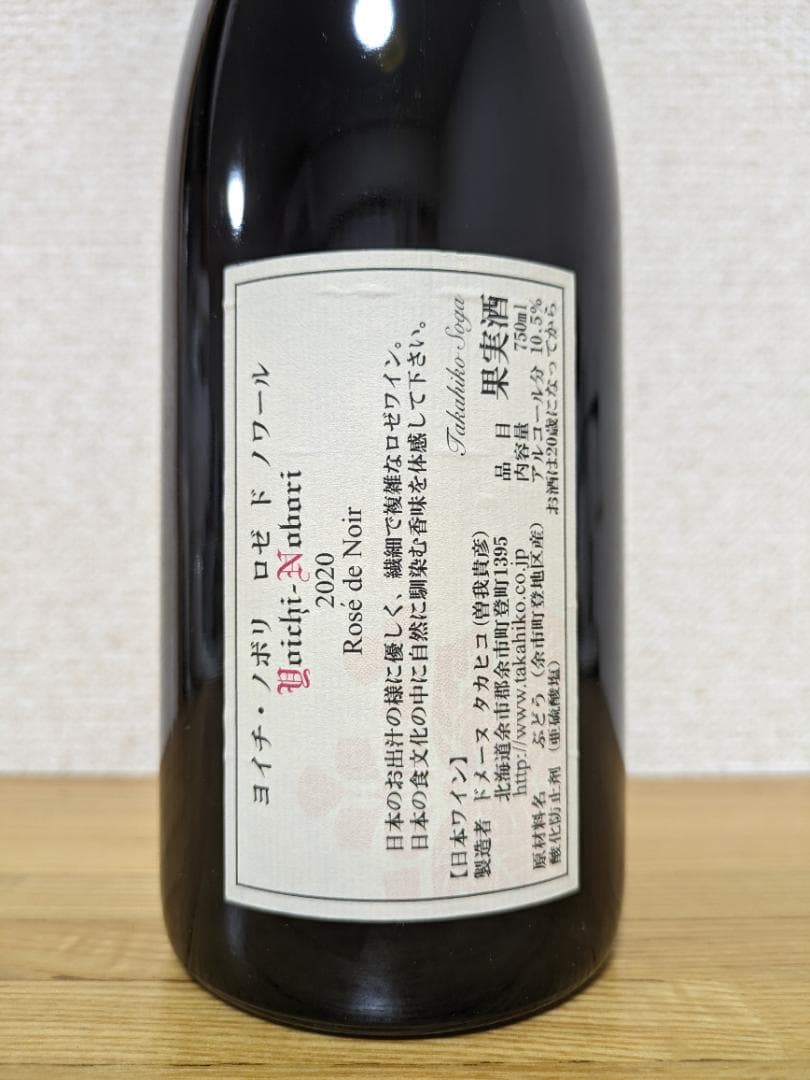 ヨイチ・ノボリ ロゼ ド ノワール
Yoichi-Nobori
2020
Rosé de Noir
日本のお出汁の様に優しく、繊細で複雑なロゼワイン。
日本の食文化の中に自然に馴染む香味を体感して下さい。
Takahiko Soga
【日本ワイン】
製造者 ドメーヌ タカヒコ(曽我貴彦)
北海道余市郡余市町登町1395
http://www.takahiko.co.jp
原材料名 ぶどう (余市町登地区産)
酸化防止剤 (亜硫酸塩)
品目 果実酒
内容量 750ml
アルコール分 10.5%
お酒は20歳になってから